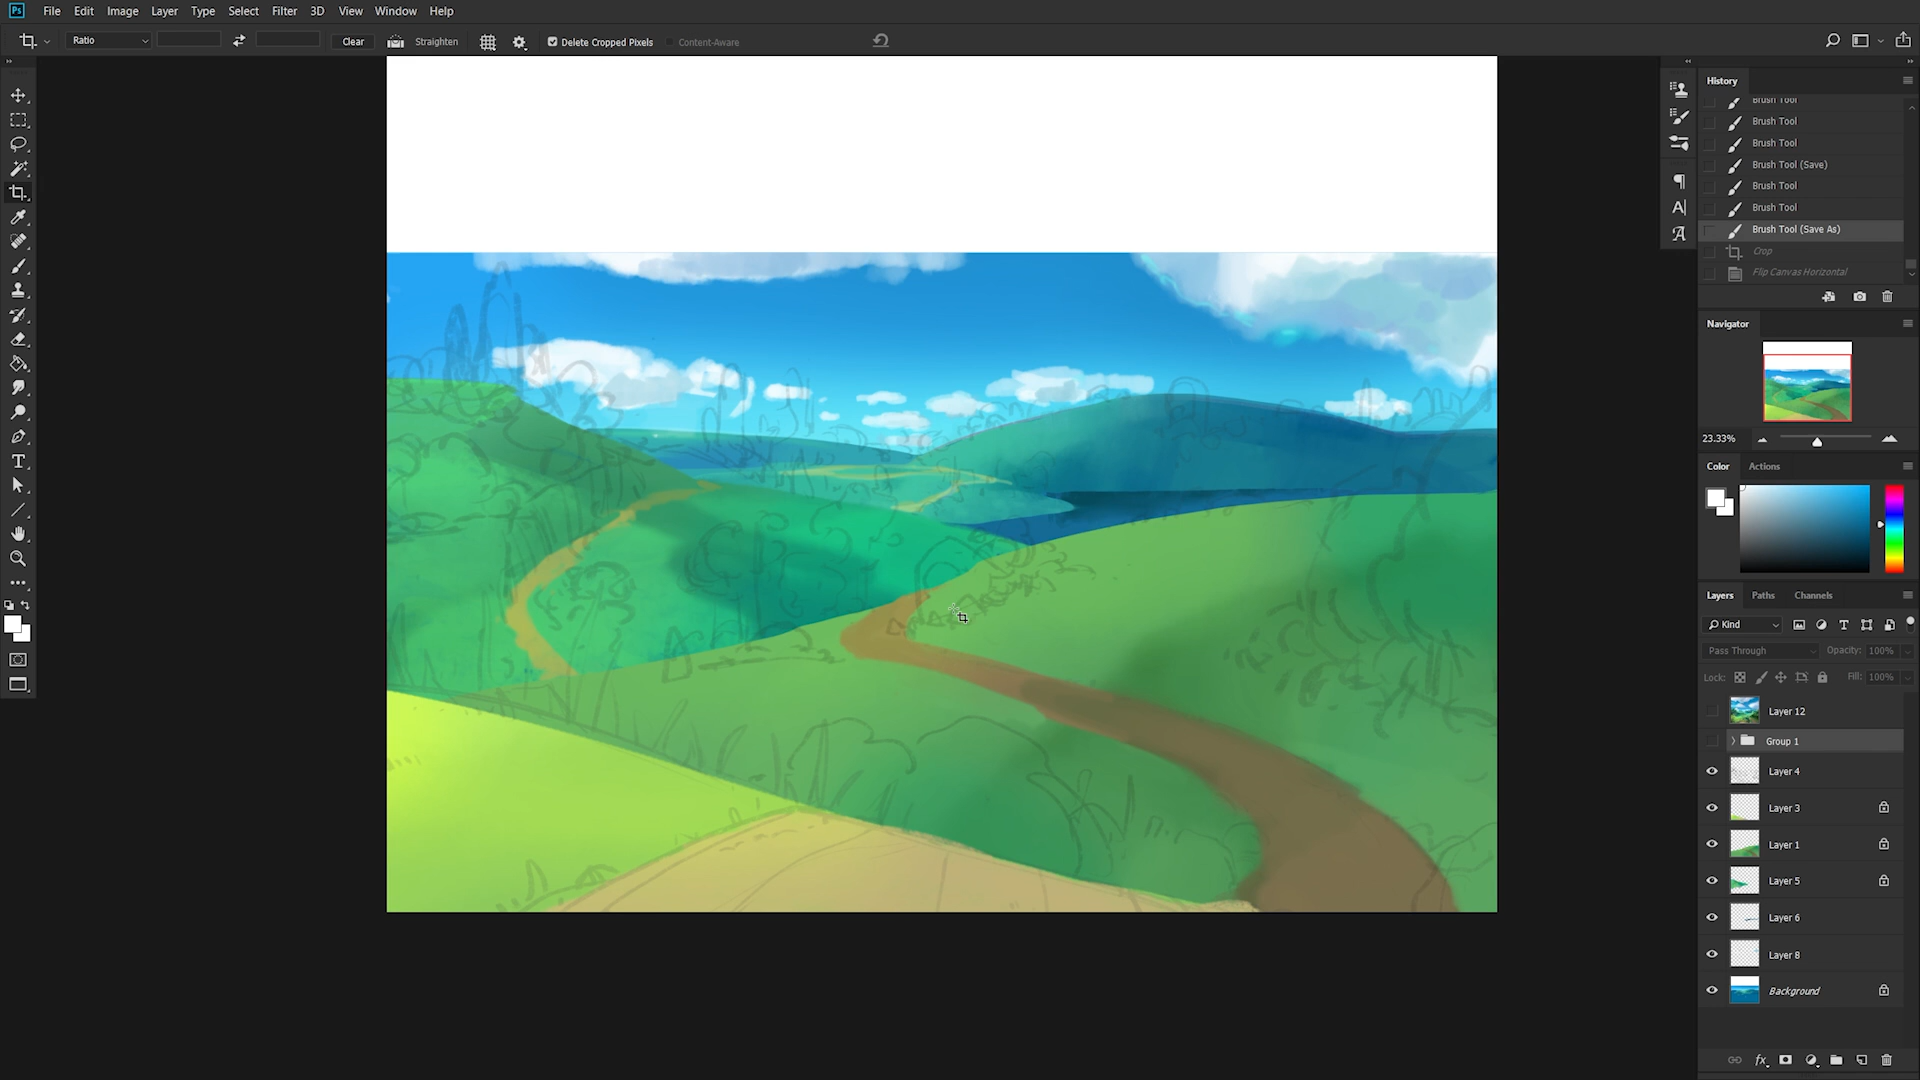 Ps File Edit Image Layer Type Select Filter 3D View Window Help
Ratio Clear Straighten Delete Cropped Pixels Content-Aware
History
Brush Tool
Brush Tool
Brush Tool
Brush Tool (Save)
Brush Tool
Brush Tool
Brush Tool (Save As)
Crop
Flip Canvas Horizontal
Navigator
23.33%
Color Actions
Layers Paths Channels
Kind
Pass Through Opacity: 100%
Lock: Fill: 100%
Layer 12
Group 1
Layer 4
Layer 3
Layer 1
Layer 5
Layer 6
Layer 8
Background